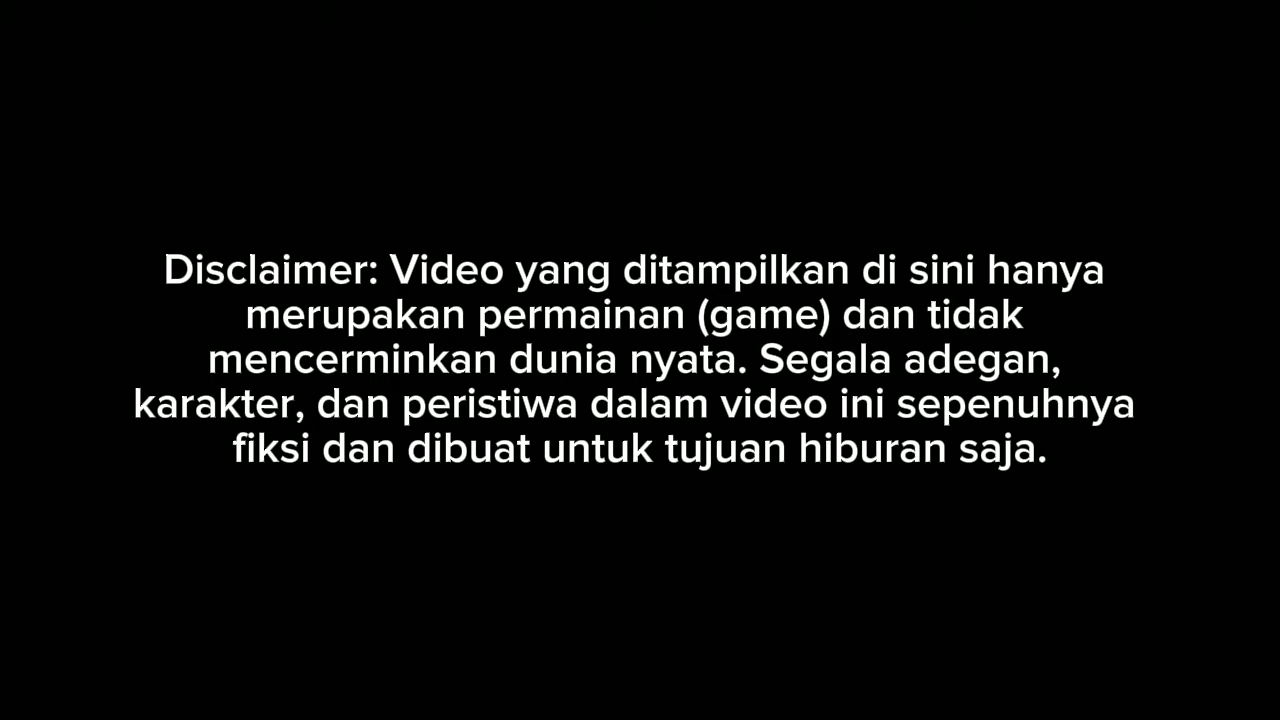 Disclaimer: Video yang ditampilkan di sini hanya
merupakan permainan (game) dan tidak
mencerminkan dunia nyata. Segala adegan,
karakter, dan peristiwa dalam video ini sepenuhnya
fiksi dan dibuat untuk tujuan hiburan saja.